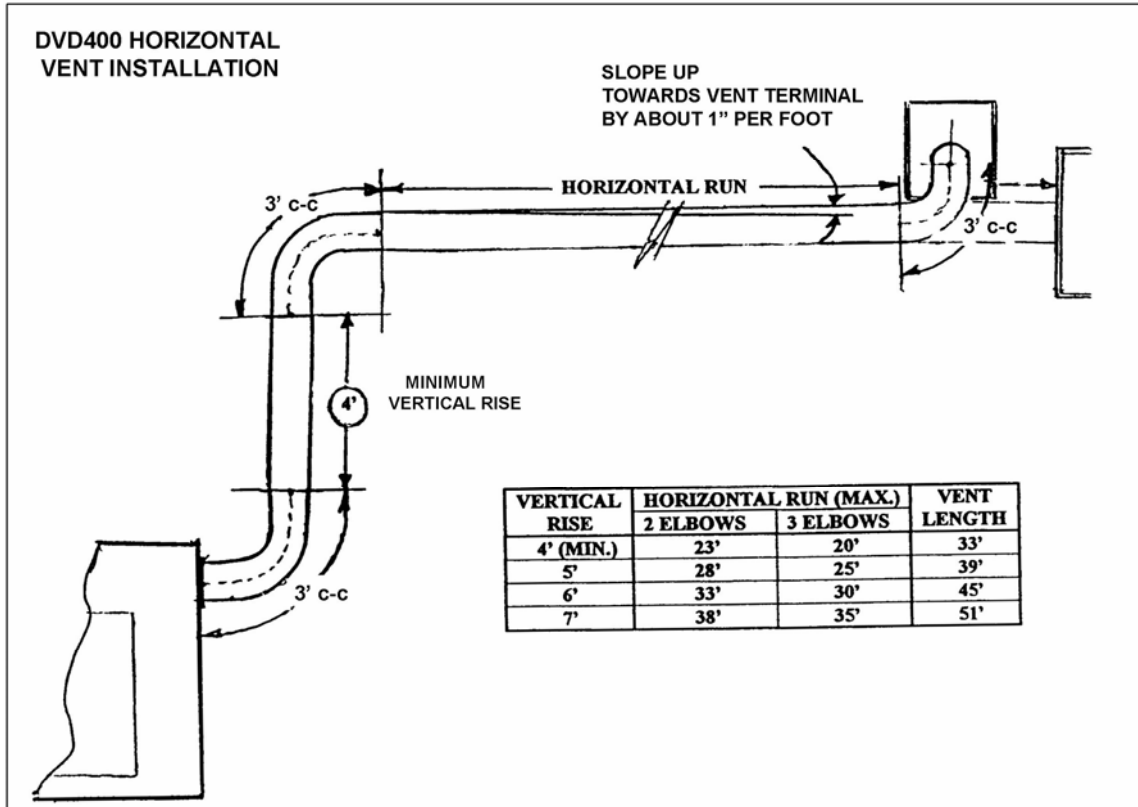 DVD400 HORIZONTAL
VENT INSTALLATION
SLOPE UP
TOWARDS VENT TERMINAL
BY ABOUT 1" PER FOOT
HORIZONTAL RUN
3' c-c
3' c-c
4'
MINIMUM
VERTICAL RISE
3' c-c
VERTICAL RISE HORIZONTAL RUN (MAX.) VENT LENGTH
2 ELBOWS 3 ELBOWS
4' (MIN.) 23' 20' 33'
5' 28' 25' 39'
6' 33' 30' 45'
7' 38' 35' 51'